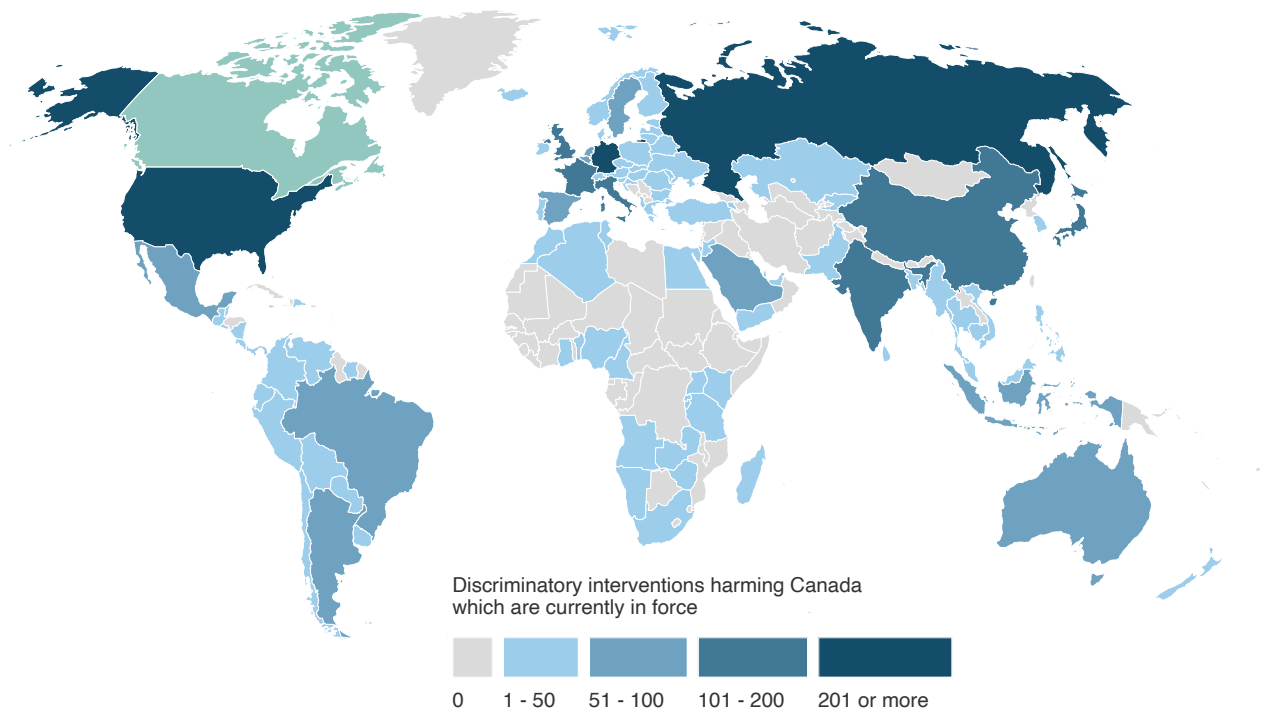 Discriminatory interventions harming Canada
which are currently in force
0 1 - 50 51 - 100 101 - 200 201 or more